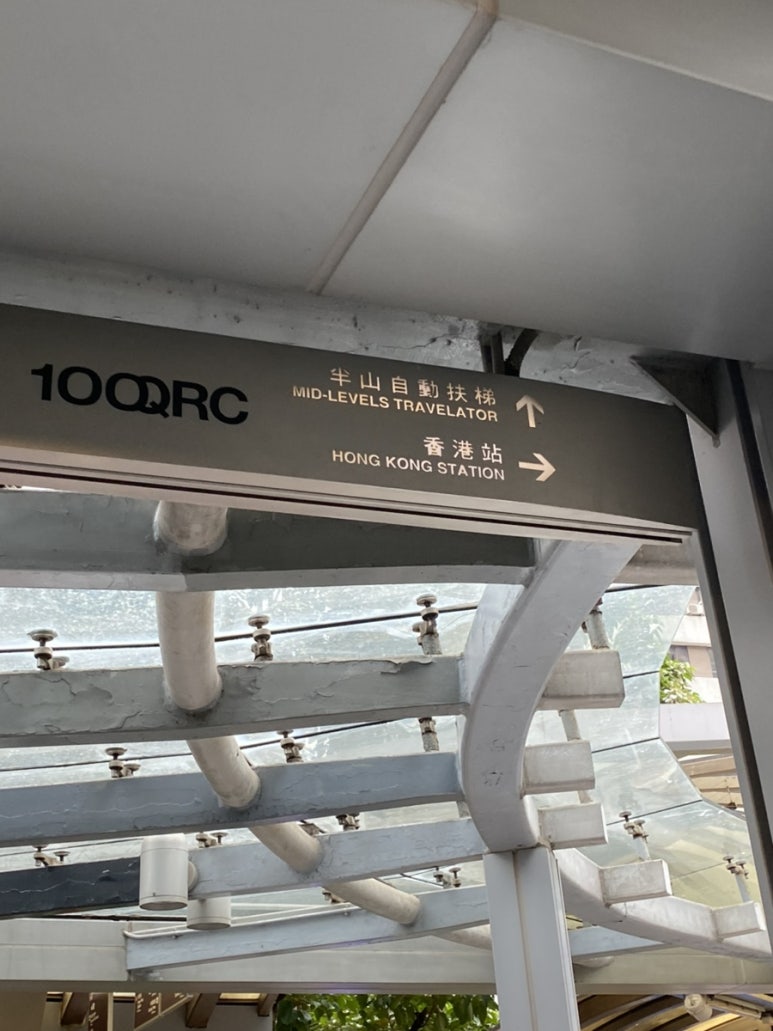 100QRC
半山自動扶梯
MID-LEVELS TRAVELATOR ↑
香港站
HONG KONG STATION →